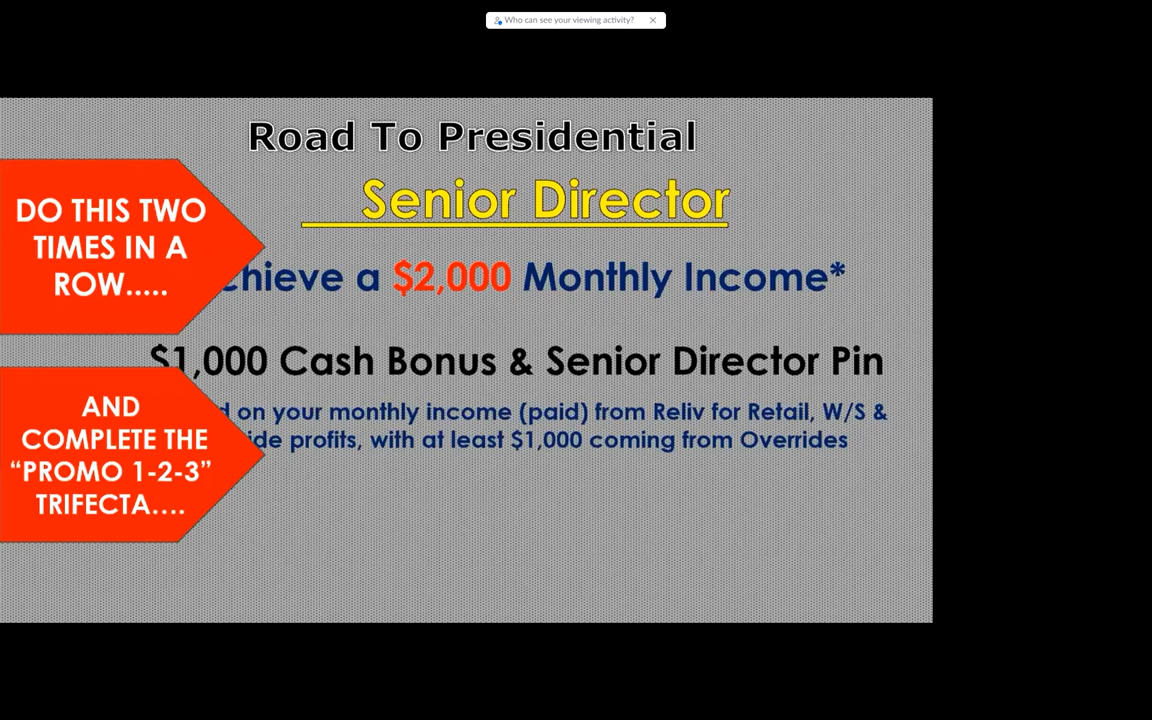 Who can see your viewing activity?
Road To Presidential
Senior Director
DO THIS TWO
TIMES IN A
ROW.....
hieve a $2,000 Monthly Income*
$1,000 Cash Bonus & Senior Director Pin
AND
COMPLETE THE
“PROMO 1-2-3”
TRIFECTA....
on your monthly income (paid) from Reliv for Retail, W/S &
profits, with at least $1,000 coming from Overrides